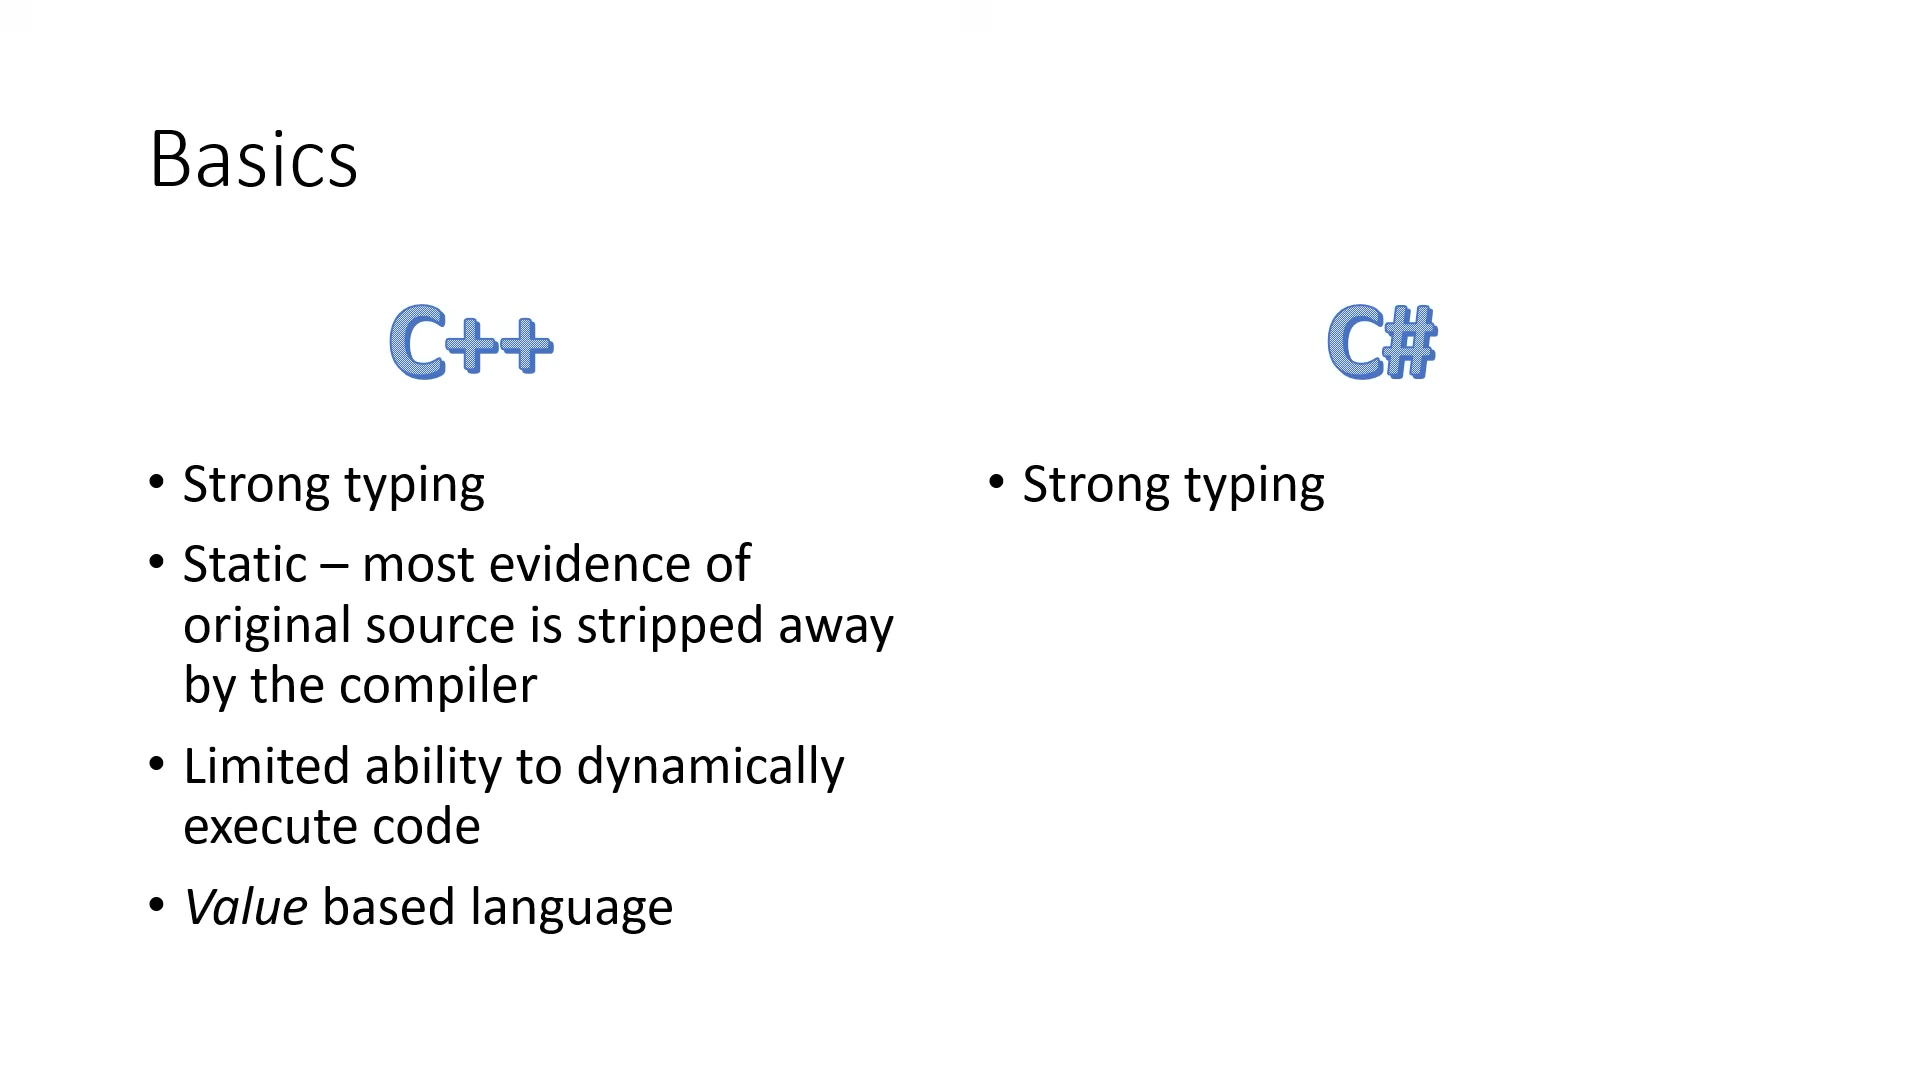 Basics
C++
• Strong typing
• Static – most evidence of
original source is stripped away
by the compiler
• Limited ability to dynamically
execute code
• Value based language
C#
• Strong typing